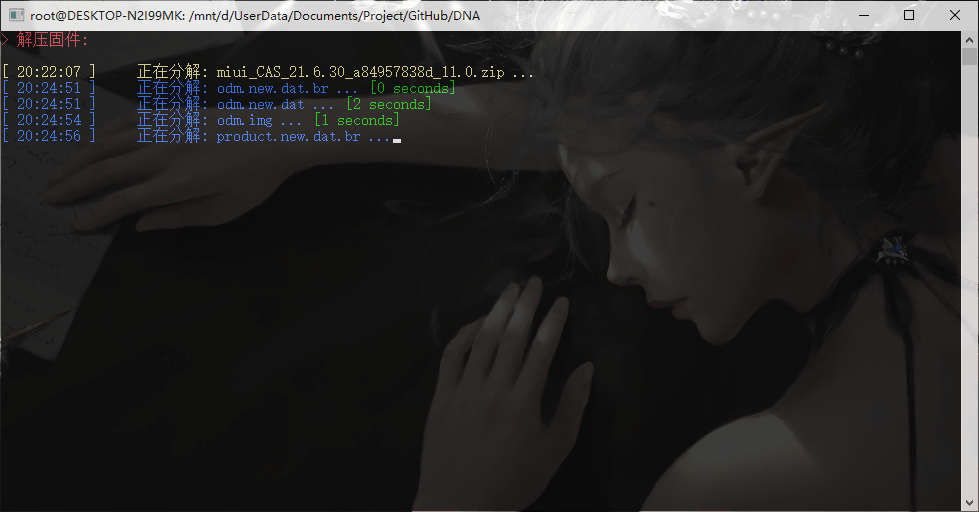 root@DESKTOP-N2I99MK: /mnt/d/UserData/Documents/Project/GitHub/DNA
> 解压固件:
[ 20:22:07 ] 正在分解: miui_CAS_21.6.30_a84957838d_11.0.zip ...
[ 20:24:51 ] 正在分解: odm.new.dat.br ... [0 seconds]
[ 20:24:51 ] 正在分解: odm.new.dat ... [2 seconds]
[ 20:24:54 ] 正在分解: odm.img ... [1 seconds]
[ 20:24:56 ] 正在分解: product.new.dat.br ...